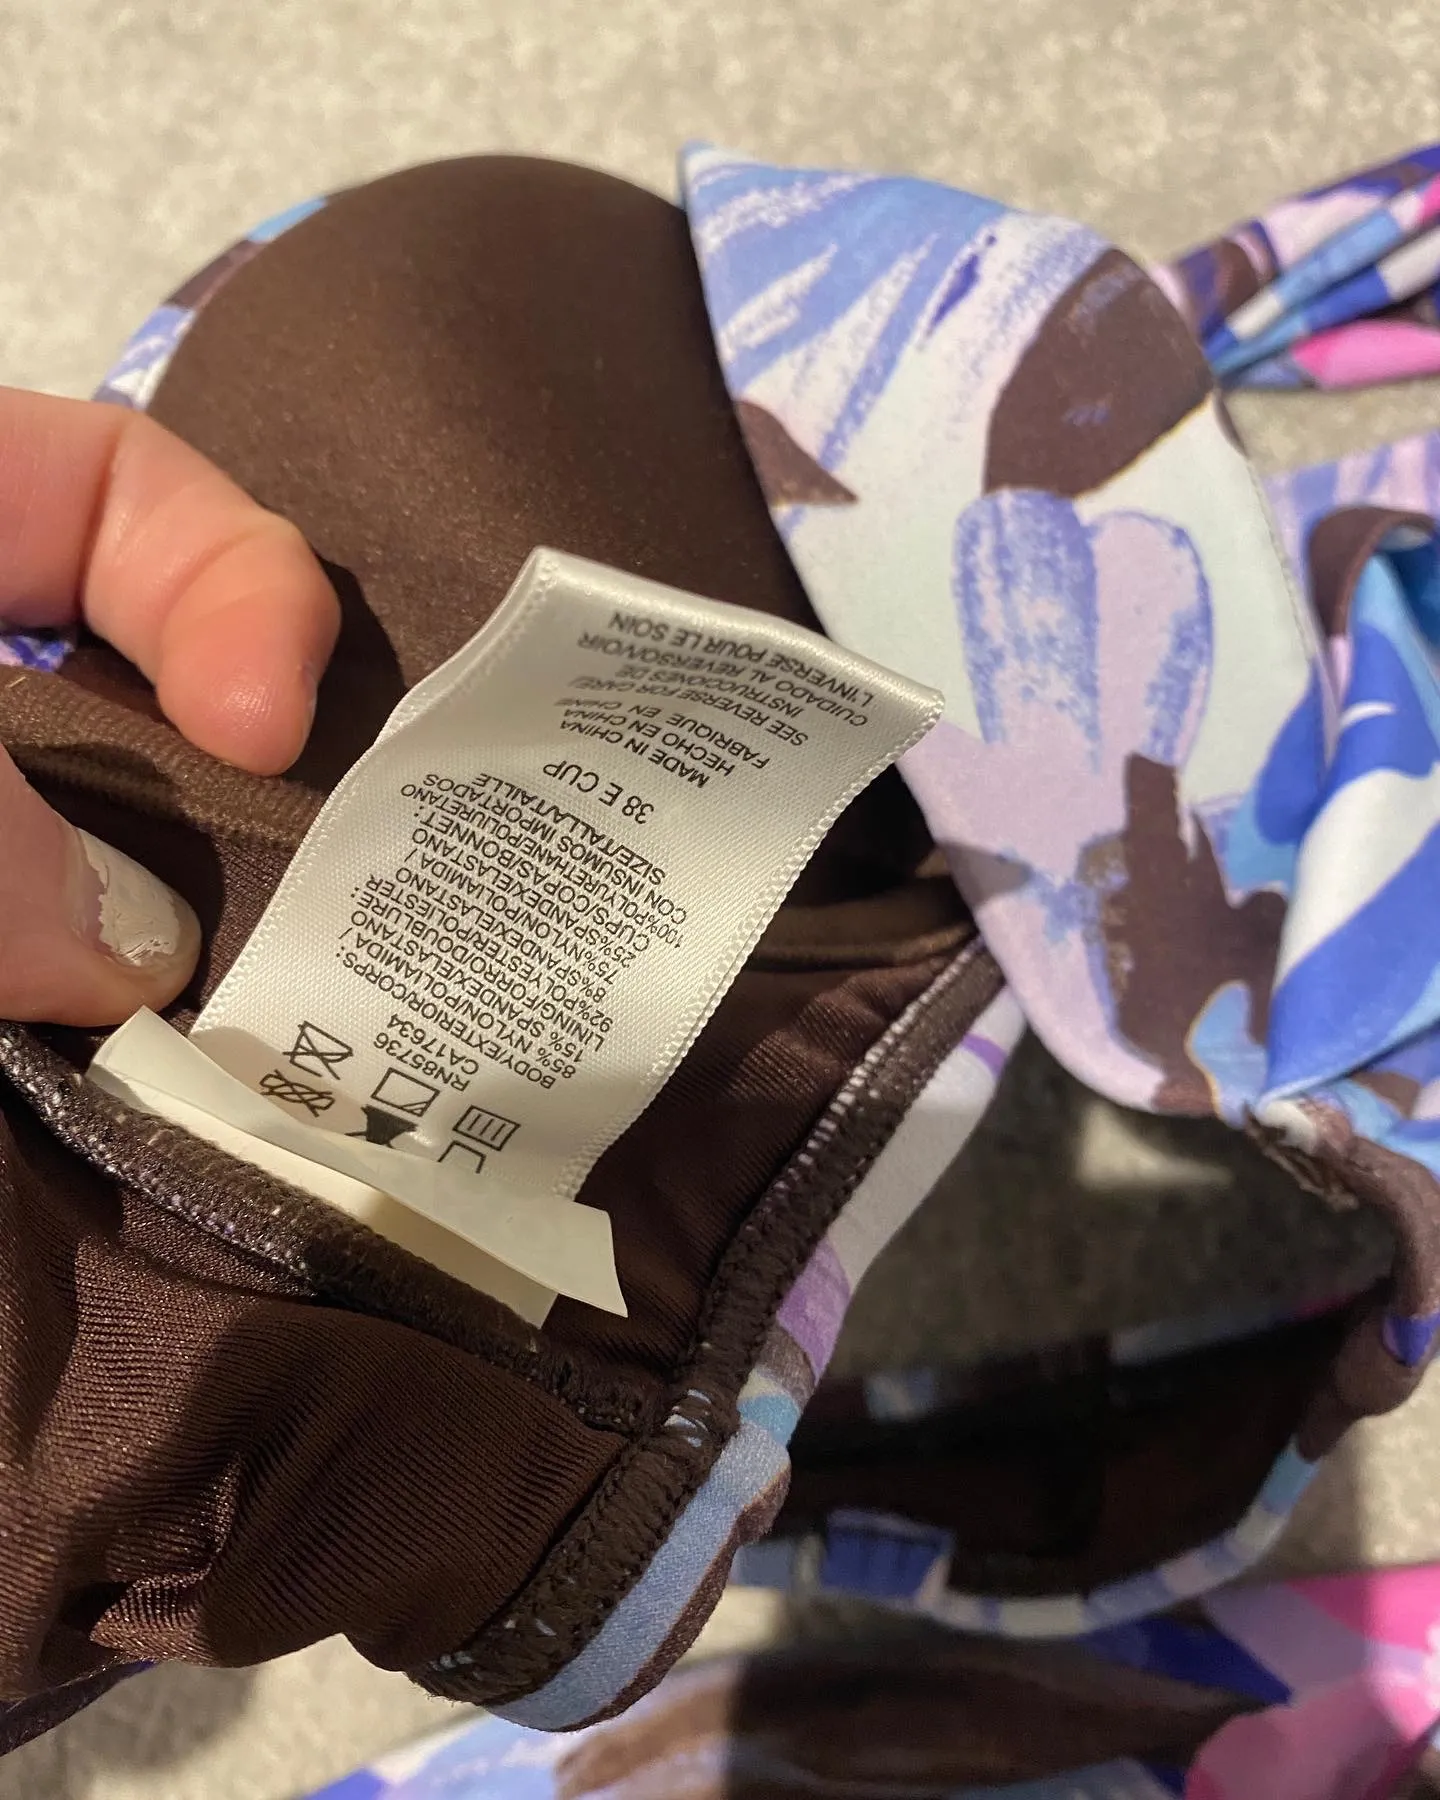 RN85736
CA17634
BODY/EXTERIOR/CORPS:
85% NYLON/POLIAMIDA/
15% SPANDEX/ELASTANO
LINING/FORRO/DOUBLURE:
92%POLYESTER/POLIESTER
8%SPANDEX/ELASTANO
75%NYLON/POLIAMIDA/
25%SPANDEX/ELASTANO
CUPS/COPAS/BONNET:
100%POLYURETHANEPOLIURETANO
CON INSUMOS IMPORTADOS
SIZE/TALLA/TAILLE
38 E CUP
MADE IN CHINA
HECHO EN CHINA
FABRIQUE EN CHINE
SEE REVERSE FOR CARE/
INSTRUCCIONES DE
CUIDADO AL REVERSO/VOIR
L'INVERSE POUR LE SOIN